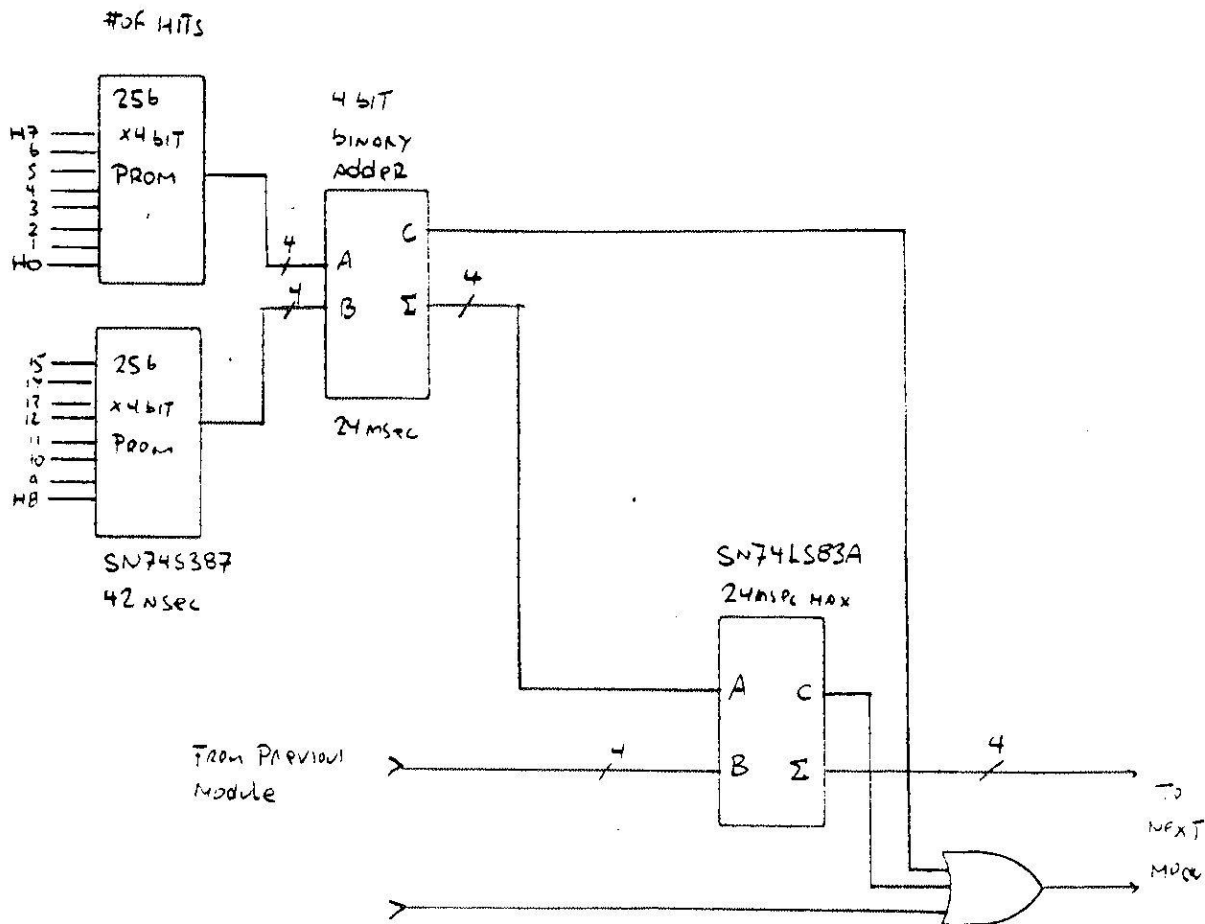 #OF HITS
256
x4 bIT
PROM
H7
6
5
4
3
2
1
H0
4 bIT
bINARY
AddER
A
B
C
Σ
4
4
4
24 nsec
256
x4 bIT
PROM
15
14
13
12
11
10
9
H8
SN74S387
42 Nsec
SN74LS83A
24nsec MAX
A
B
C
Σ
From Previous
Module
4
4
To
NEXT